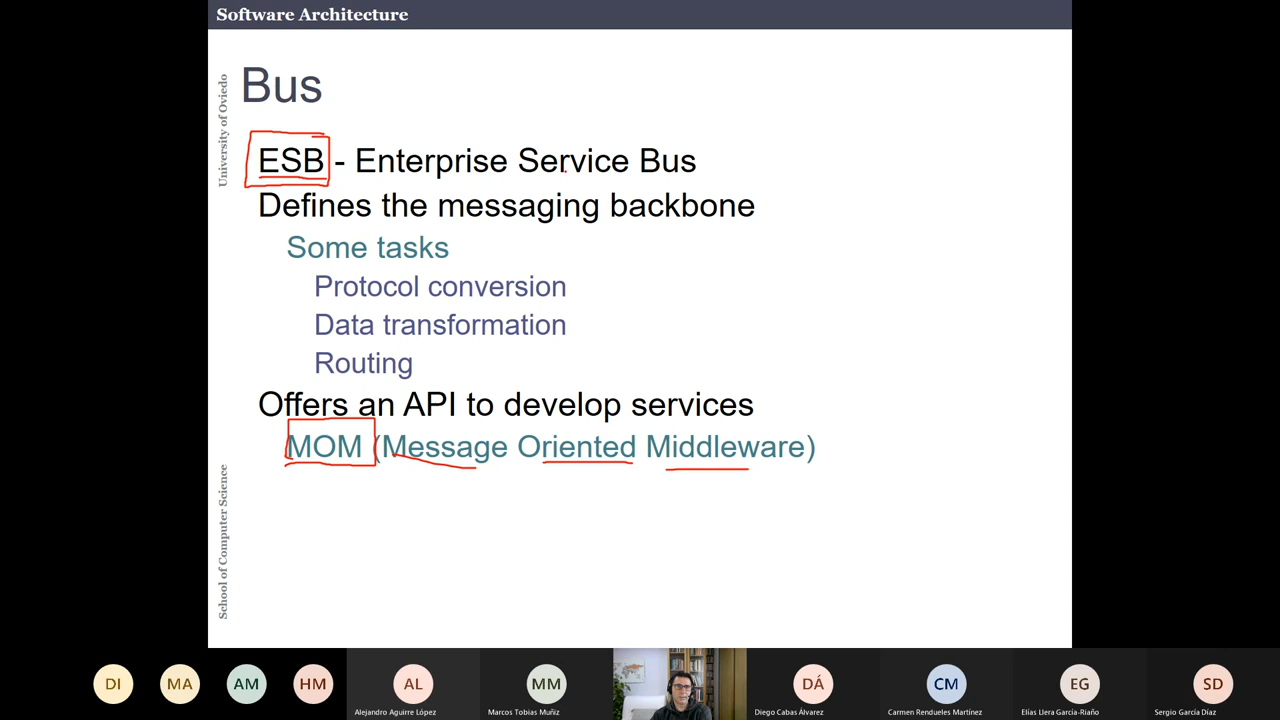 Software Architecture
University of Oviedo
Bus
ESB - Enterprise Service Bus
Defines the messaging backbone
Some tasks
Protocol conversion
Data transformation
Routing
Offers an API to develop services
MOM (Message Oriented Middleware)
School of Computer Science
DI
MA
AM
HM
AL
MM
DÁ
CM
EG
SD
Alejandro Aguirre López
Marcos Tobias Muñiz
Diego Cabas Álvarez
Carmen Rendueles Martínez
Elías Llera García-Riaño
Sergio García Díaz